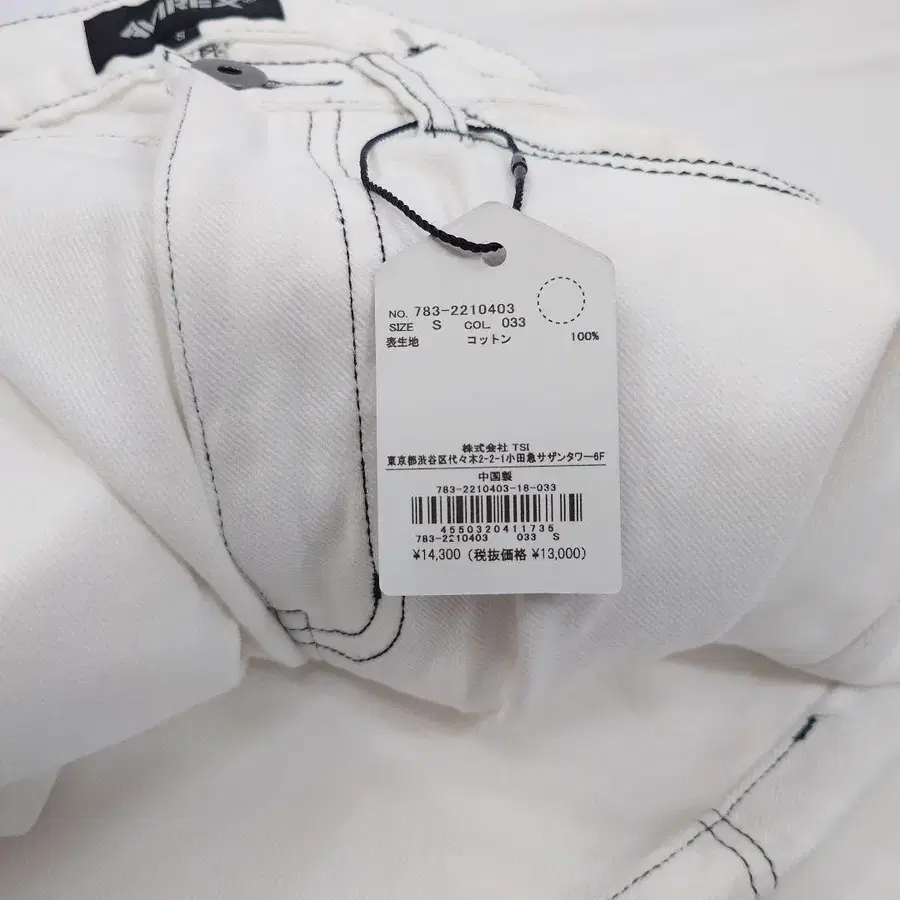 AVIREX
S
NO. 783-2210403
SIZE S COL. 033
表生地 コットン 100%
株式会社 TSI
東京都渋谷区代々木2-2-1小田急サザンタワー6F
中国製
783-2210403-18-033
4550320411735
783-2210403 033 S
¥14,300 (税抜価格 ¥13,000)